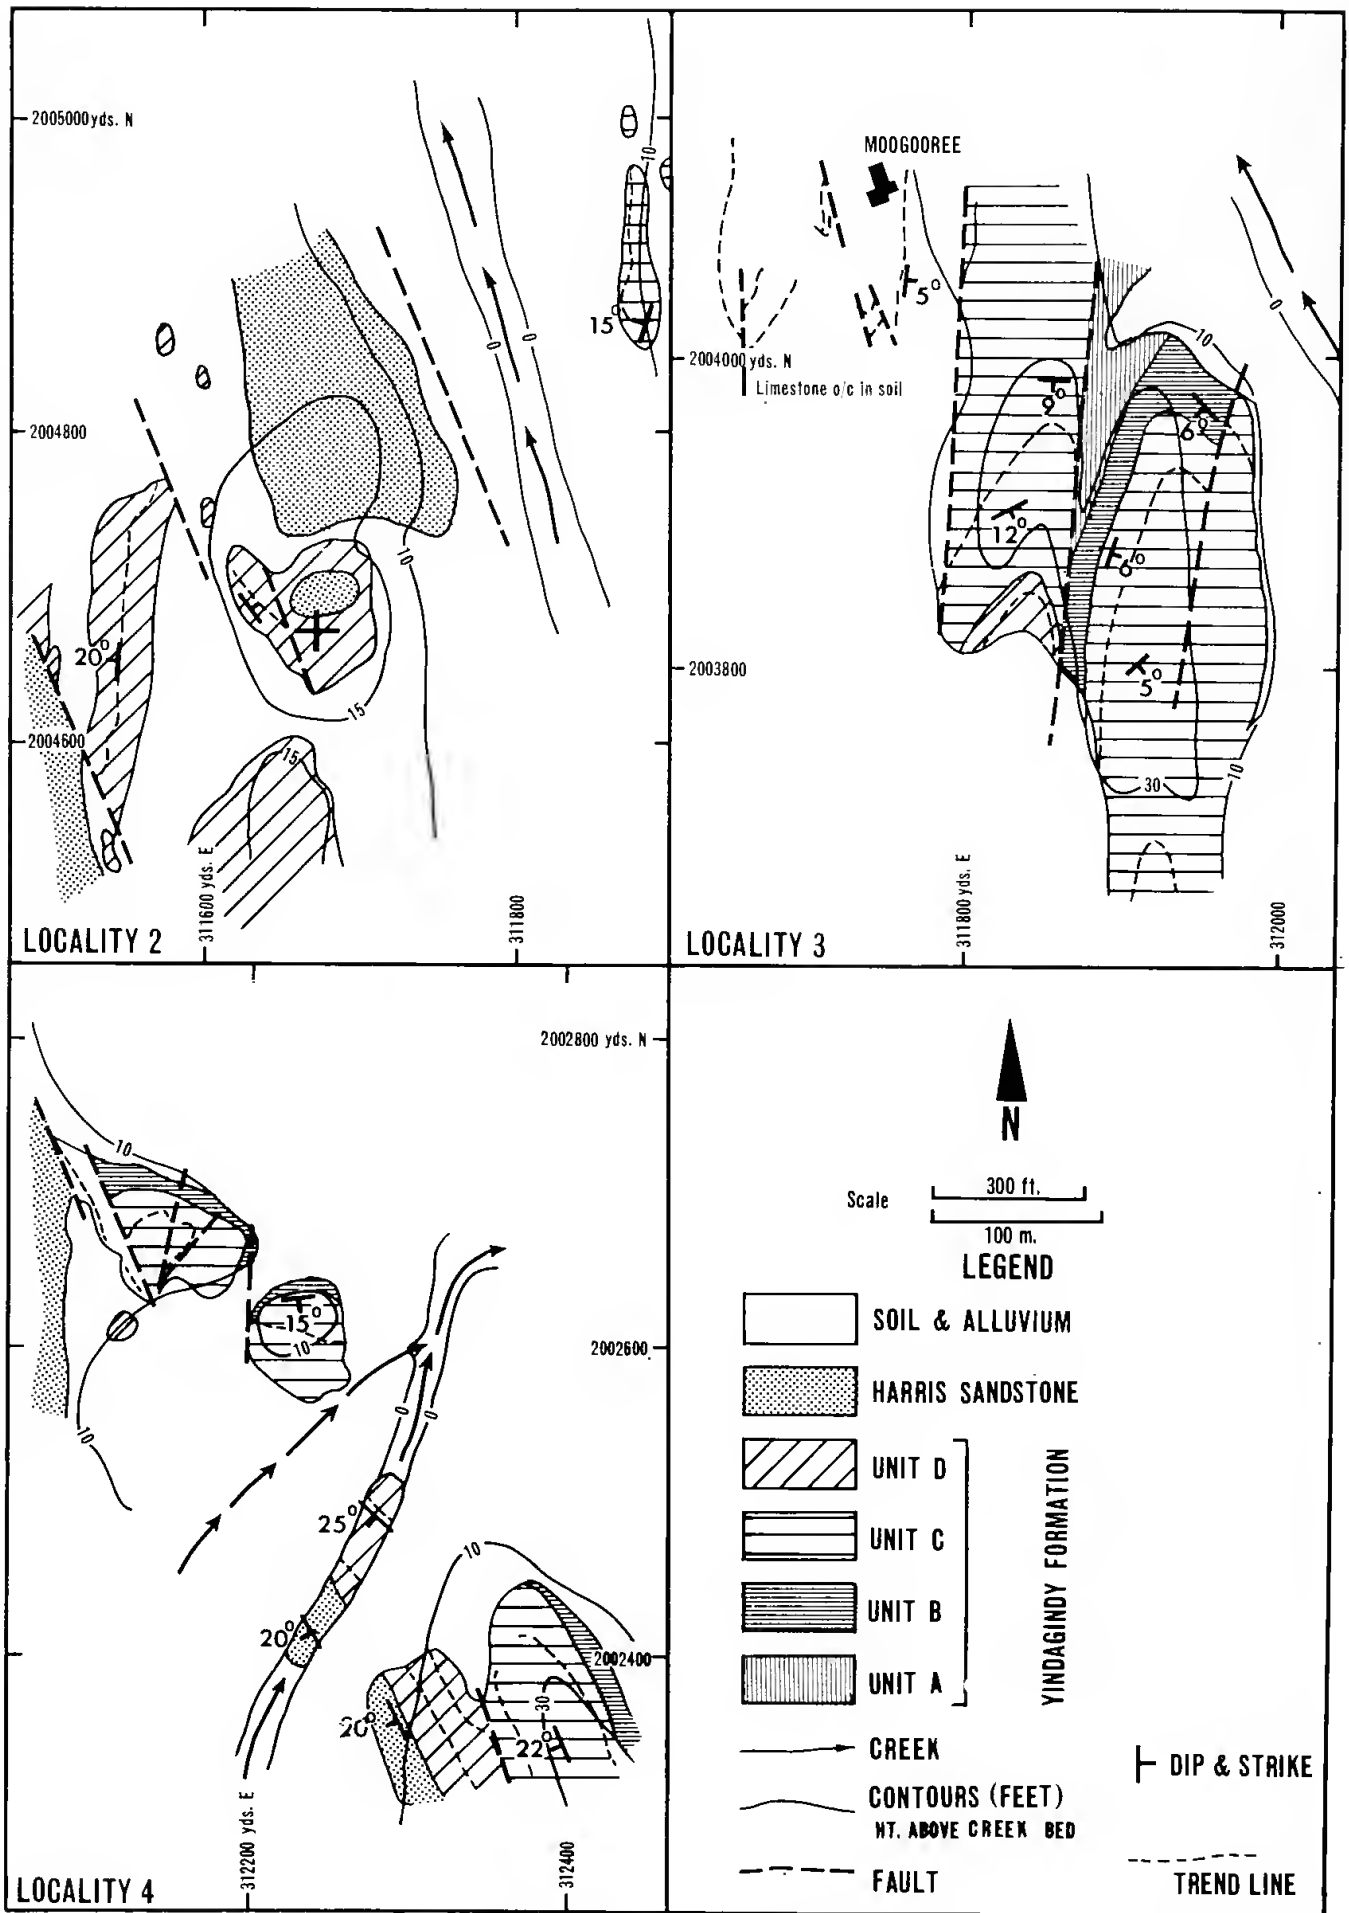 2005000 yds. N
10
15°
0
0
2004800
10
20°
15
2004600
15
311600 yds. E
311800
LOCALITY 2
MOOGOOREE
5°
0
10
2004000 yds. N
Limestone o/c in soil
9°
6°
12°
6°
2003800
5°
30
10
311800 yds. E
312000
LOCALITY 3
2002800 yds. N
10
15°
10
2002600
0
0
10
25°
10
20°
2002400
30
20°
22°
312200 yds. E
312400
LOCALITY 4
N
Scale
300 ft.
100 m.
LEGEND
SOIL & ALLUVIUM
HARRIS SANDSTONE
UNIT D
UNIT C
UNIT B
UNIT A
YINDAGINDY FORMATION
CREEK
CONTOURS (FEET)
HT. ABOVE CREEK BED
FAULT
DIP & STRIKE
TREND LINE